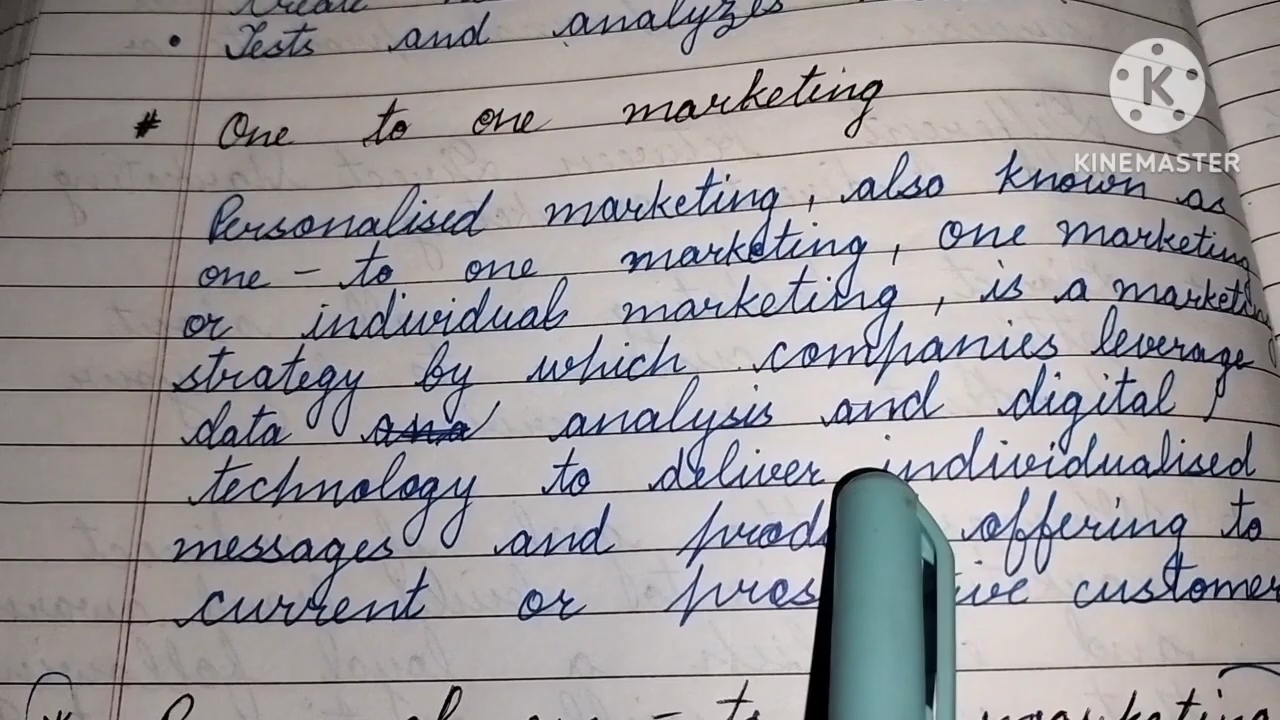 • Tests and analyzes
# One to one marketing
KINEMASTER
Personalised marketing, also known as
one - to one marketing, one marketing
or individual marketing, is a
strategy by which companies leverage
data analysis and digital
technology to deliver individualised
messages and offering to
current or customer